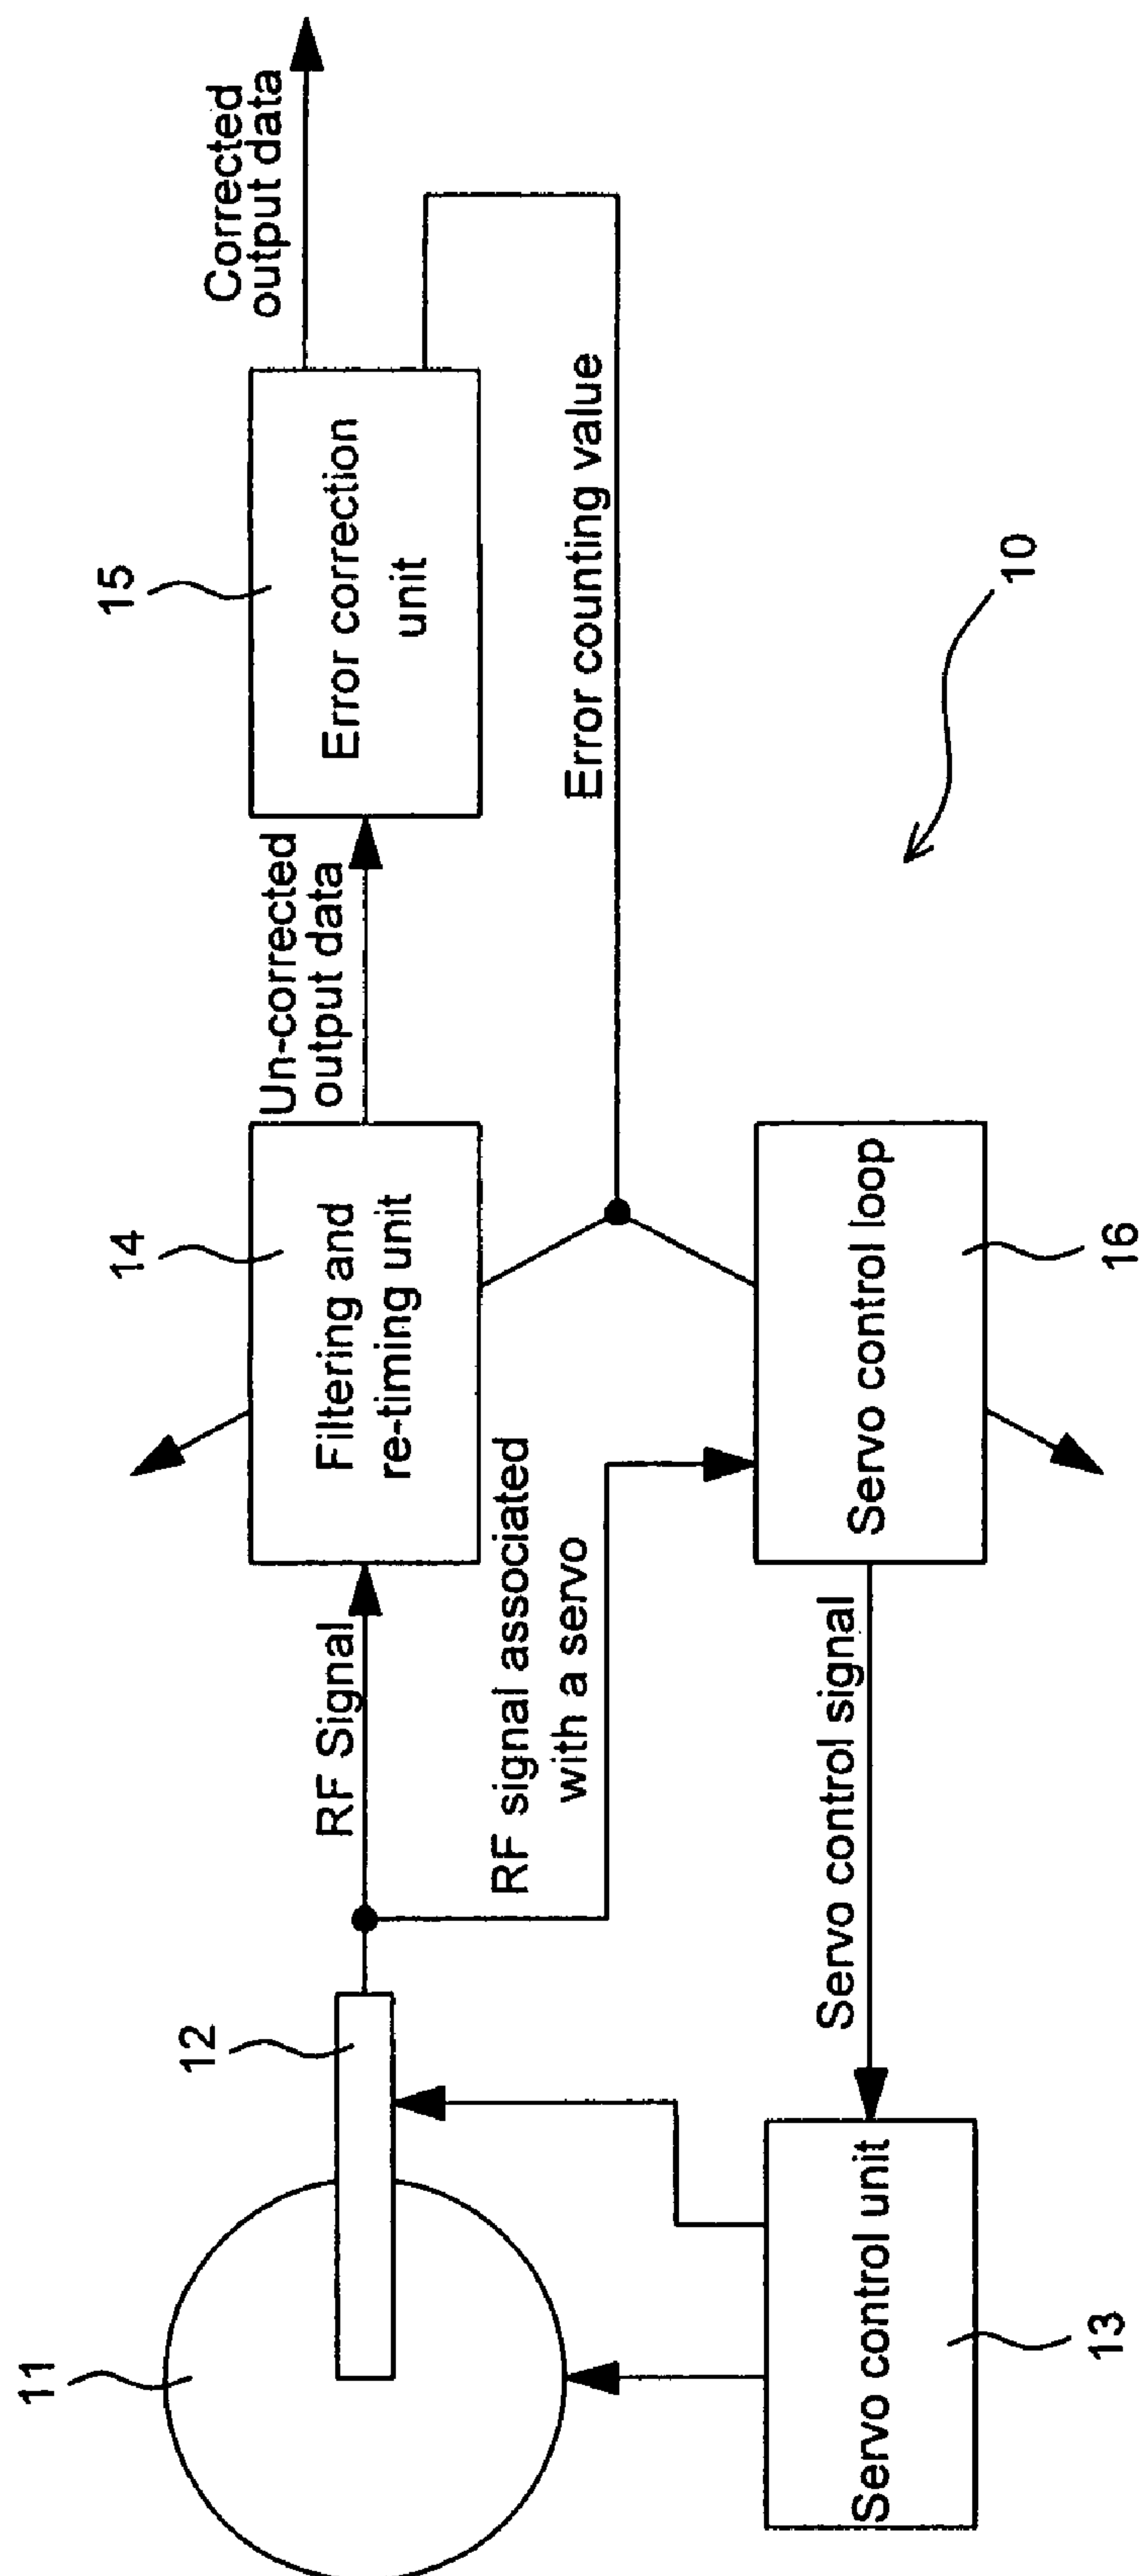 11
12
RF Signal
RF signal associated
with a servo
14
Filtering and
re-timing unit
Un-corrected
output data
15
Error correction
unit
Corrected
output data
Error counting value
Servo control unit
13
Servo control signal
Servo control loop
16
10